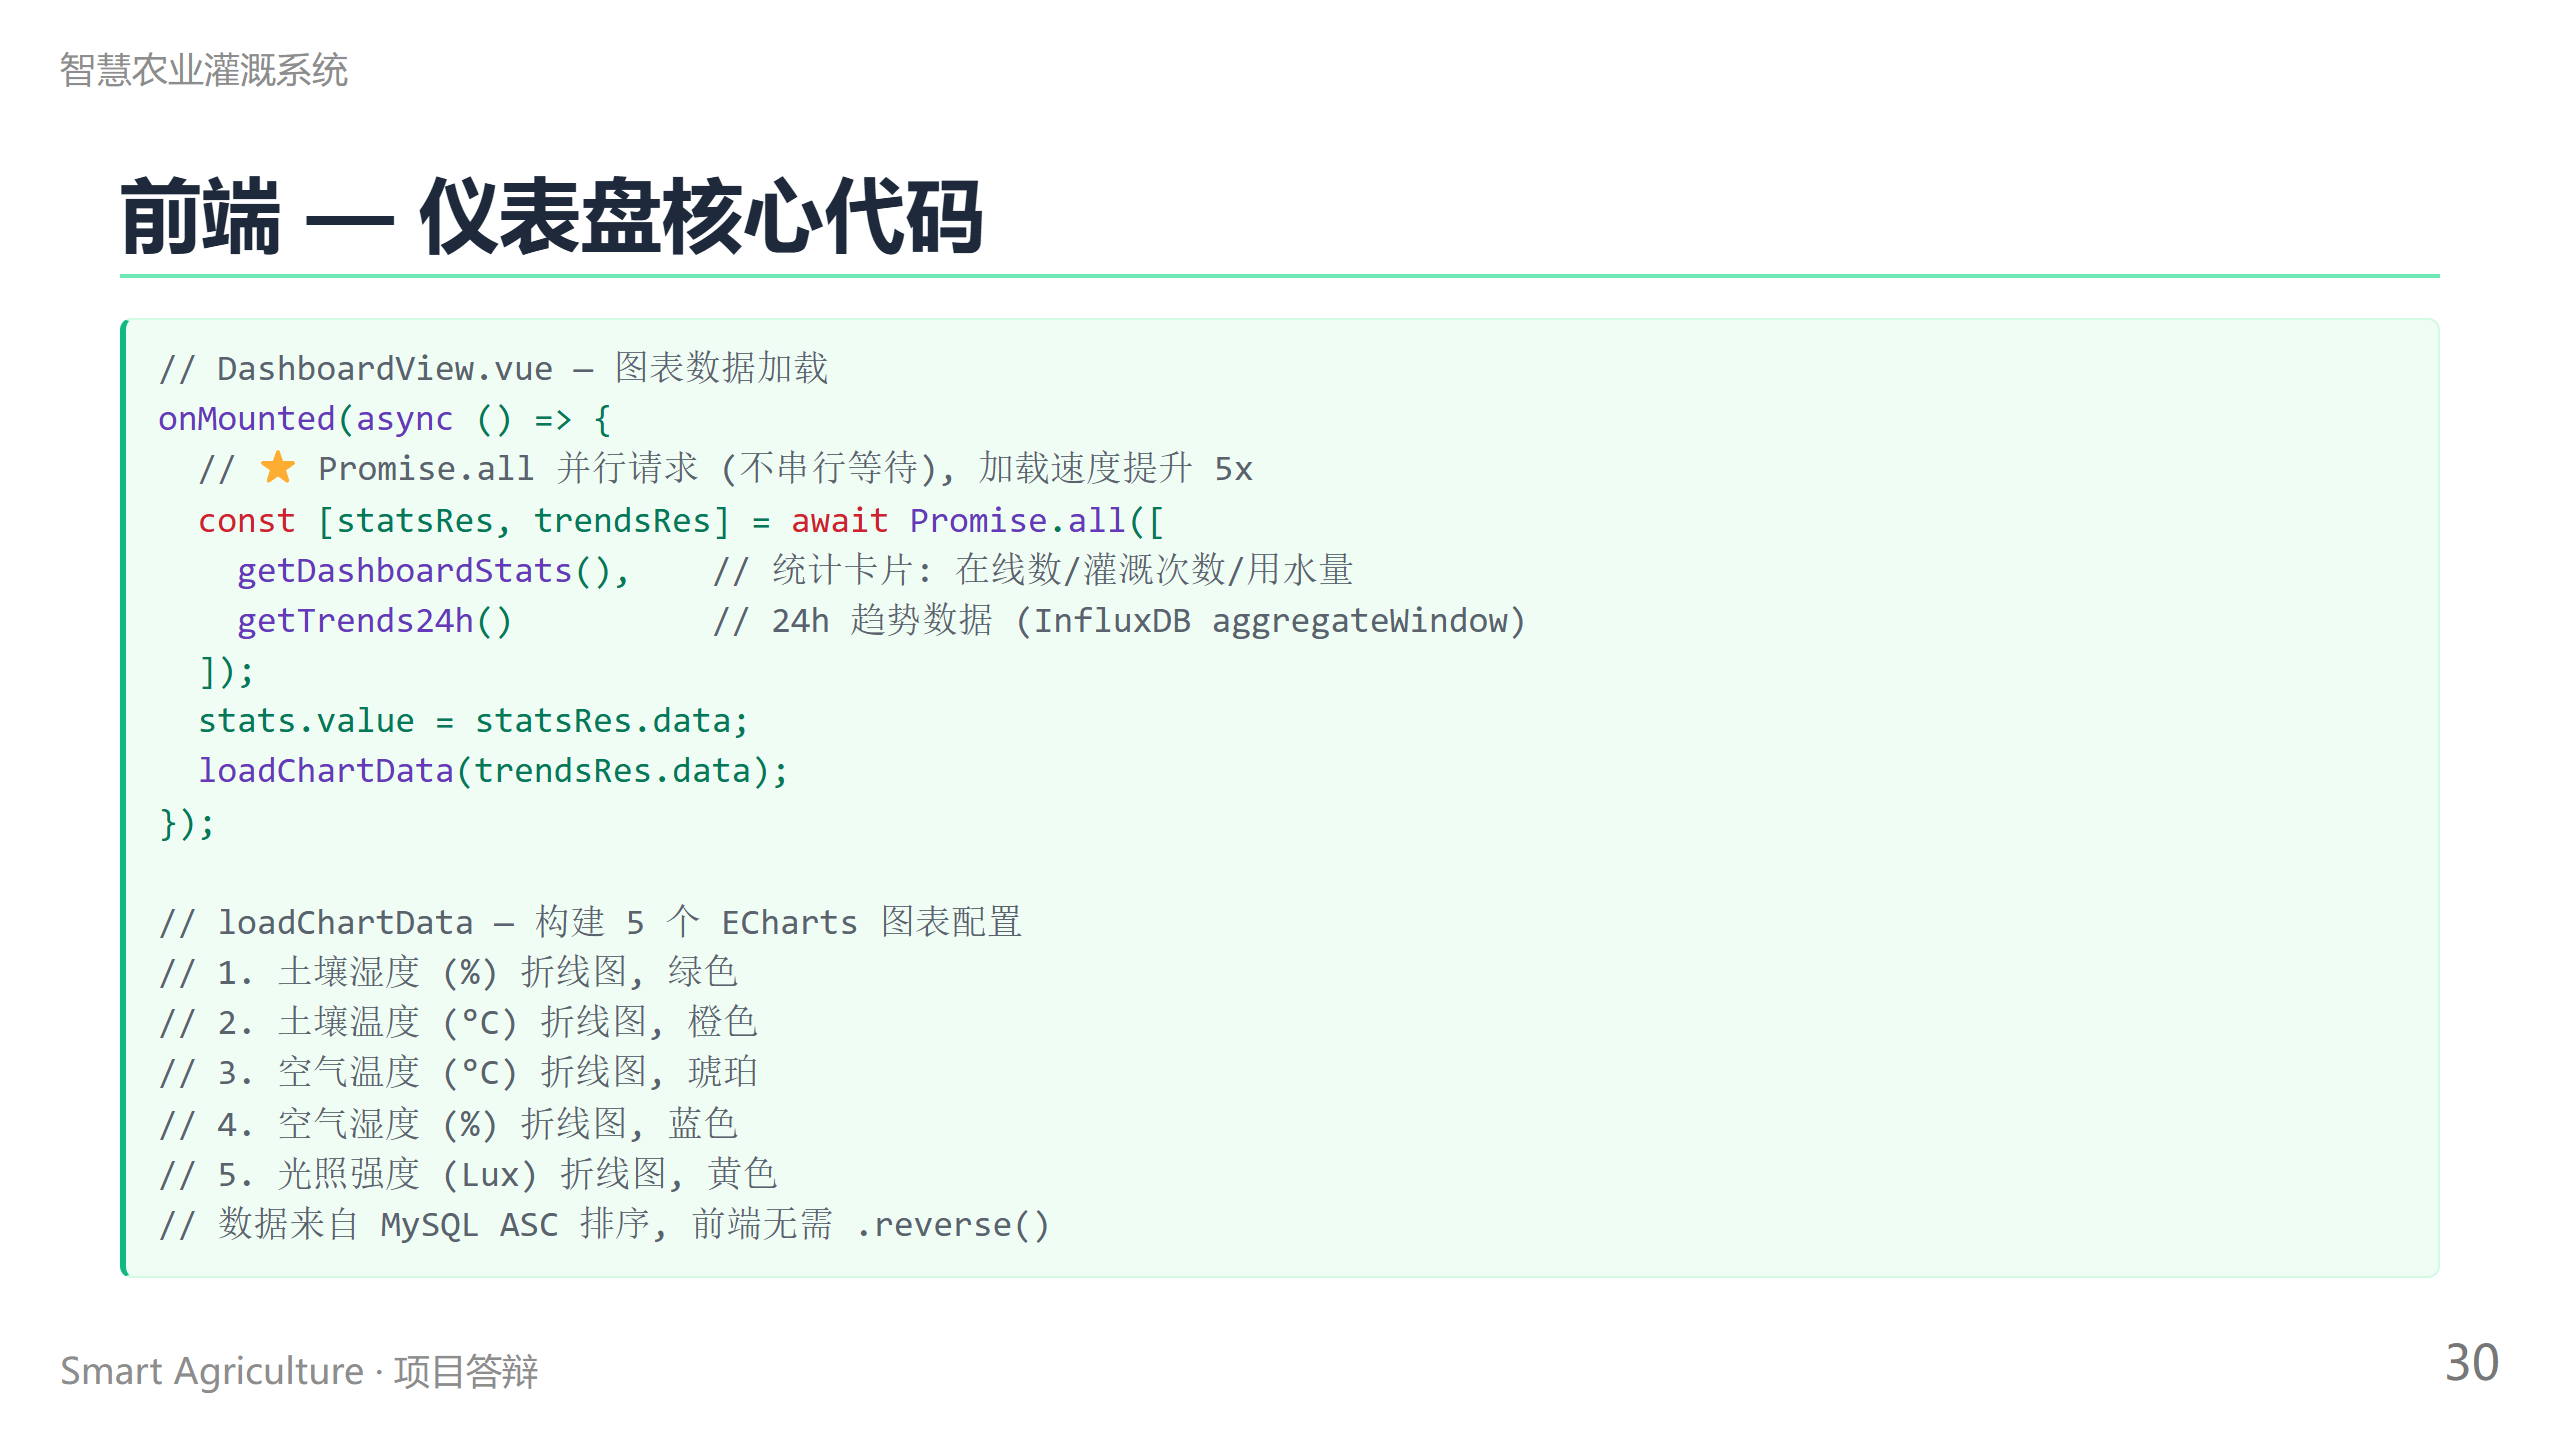 智慧农业灌溉系统
前端 — 仪表盘核心代码
// DashboardView.vue — 图表数据加载
onMounted(async () => {
  // ⭐ Promise.all 并行请求 (不串行等待), 加载速度提升 5x
  const [statsRes, trendsRes] = await Promise.all([
    getDashboardStats(),    // 统计卡片: 在线数/灌溉次数/用水量
    getTrends24h()          // 24h 趋势数据 (InfluxDB aggregateWindow)
  ]);
  stats.value = statsRes.data;
  loadChartData(trendsRes.data);
});
// loadChartData — 构建 5 个 ECharts 图表配置
// 1. 土壤湿度 (%) 折线图, 绿色
// 2. 土壤温度 (°C) 折线图, 橙色
// 3. 空气温度 (°C) 折线图, 琥珀
// 4. 空气湿度 (%) 折线图, 蓝色
// 5. 光照强度 (Lux) 折线图, 黄色
// 数据来自 MySQL ASC 排序, 前端无需 .reverse()
Smart Agriculture · 项目答辩
30